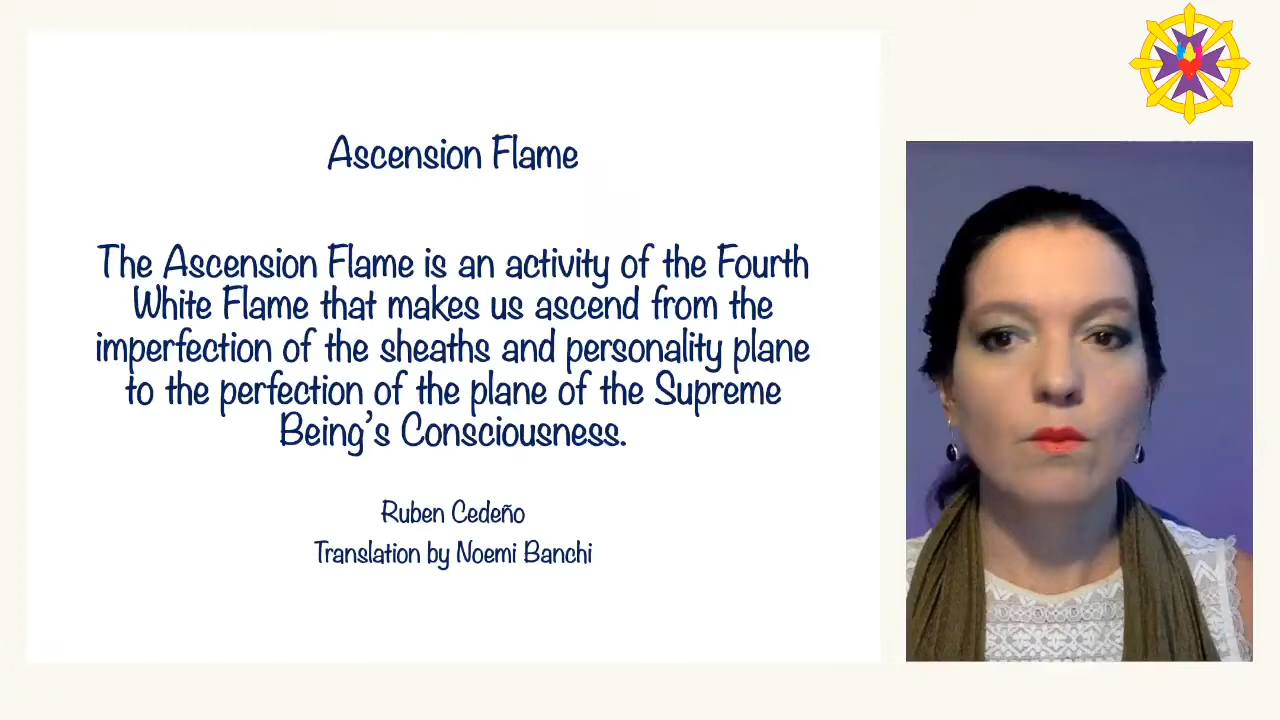 Ascension Flame
The Ascension Flame is an activity of the Fourth
White Flame that makes us ascend from the
imperfection of the sheaths and personality plane
to the perfection of the plane of the Supreme
Being’s Consciousness.
Ruben Cedeño
Translation by Noemi Banchi